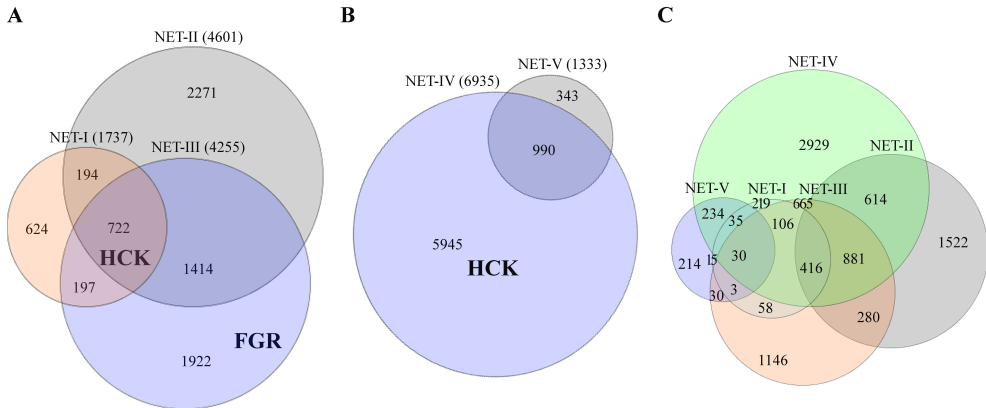 A
NET-II (4601)
2271
NET-I (1737)
NET-III (4255)
194
624
722
HCK
1414
197
FGR
1922
B
NET-V (1333)
NET-IV (6935)
343
990
5945
HCK
C
NET-IV
2929
NET-II
NET-V
NET-I
NET-III
614
219
665
234
35
106
1522
214
15
30
416
881
30
3
58
280
1146